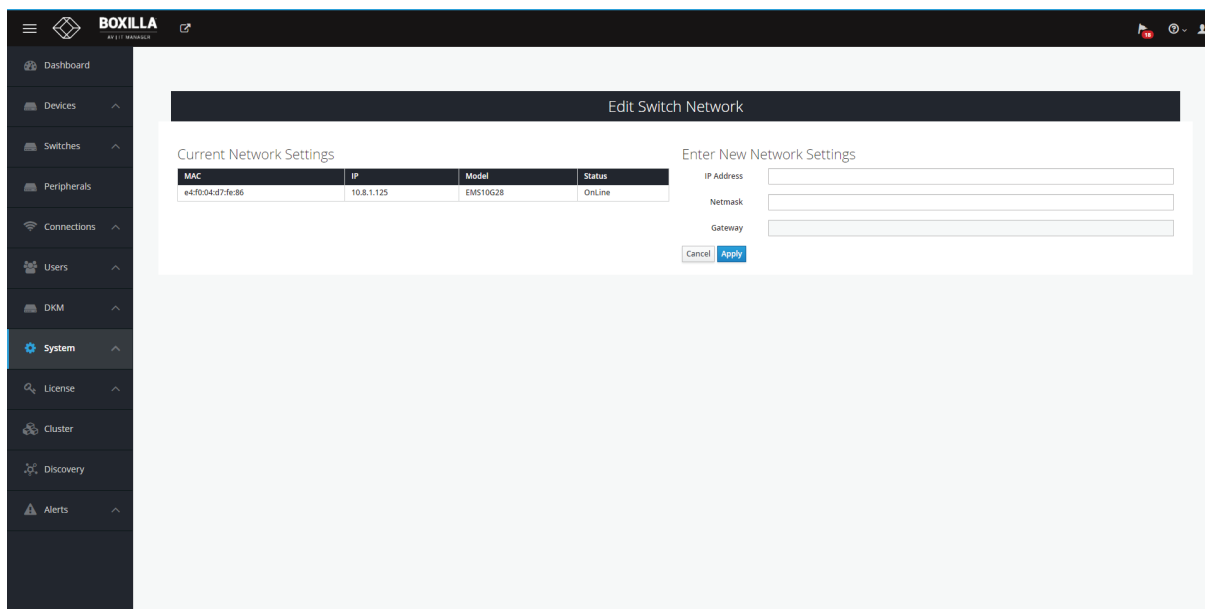 BOXILLA
AV | IT MANAGER
18
Dashboard
Devices
Switches
Peripherals
Connections
Users
DKM
System
License
Cluster
Discovery
Alerts
Edit Switch Network
Current Network Settings
MAC IP Model Status
e4:f0:04:d7:fe:86 10.8.1.125 EMS10G28 OnLine
Enter New Network Settings
IP Address
Netmask
Gateway
Cancel Apply